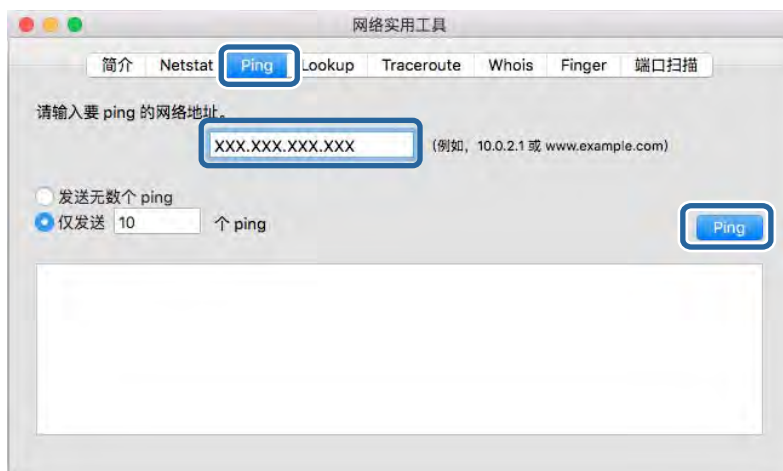 网络实用工具
简介 Netstat Ping Lookup Traceroute Whois Finger 端口扫描
请输入要 ping 的网络地址。
XXX.XXX.XXX.XXX (例如，10.0.2.1 或 www.example.com)
发送无数个 ping
仅发送 10 个 ping
Ping